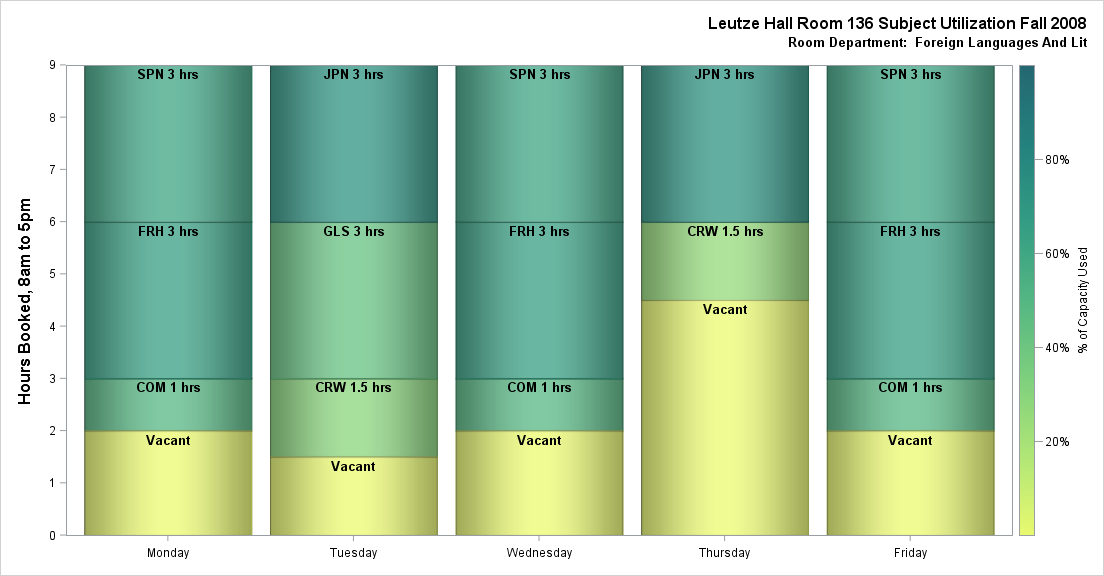 Leutze Hall Room 136 Subject Utilization Fall 2008
Room Department:  Foreign Languages And Lit
Hours Booked, 8am to 5pm
9
8
7
6
5
4
3
2
1
0
SPN 3 hrs
FRH 3 hrs
COM 1 hrs
Vacant
Monday
JPN 3 hrs
GLS 3 hrs
CRW 1.5 hrs
Vacant
Tuesday
SPN 3 hrs
FRH 3 hrs
COM 1 hrs
Vacant
Wednesday
JPN 3 hrs
CRW 1.5 hrs
Vacant
Thursday
SPN 3 hrs
FRH 3 hrs
COM 1 hrs
Vacant
Friday
80%
60%
40%
20%
% of Capacity Used